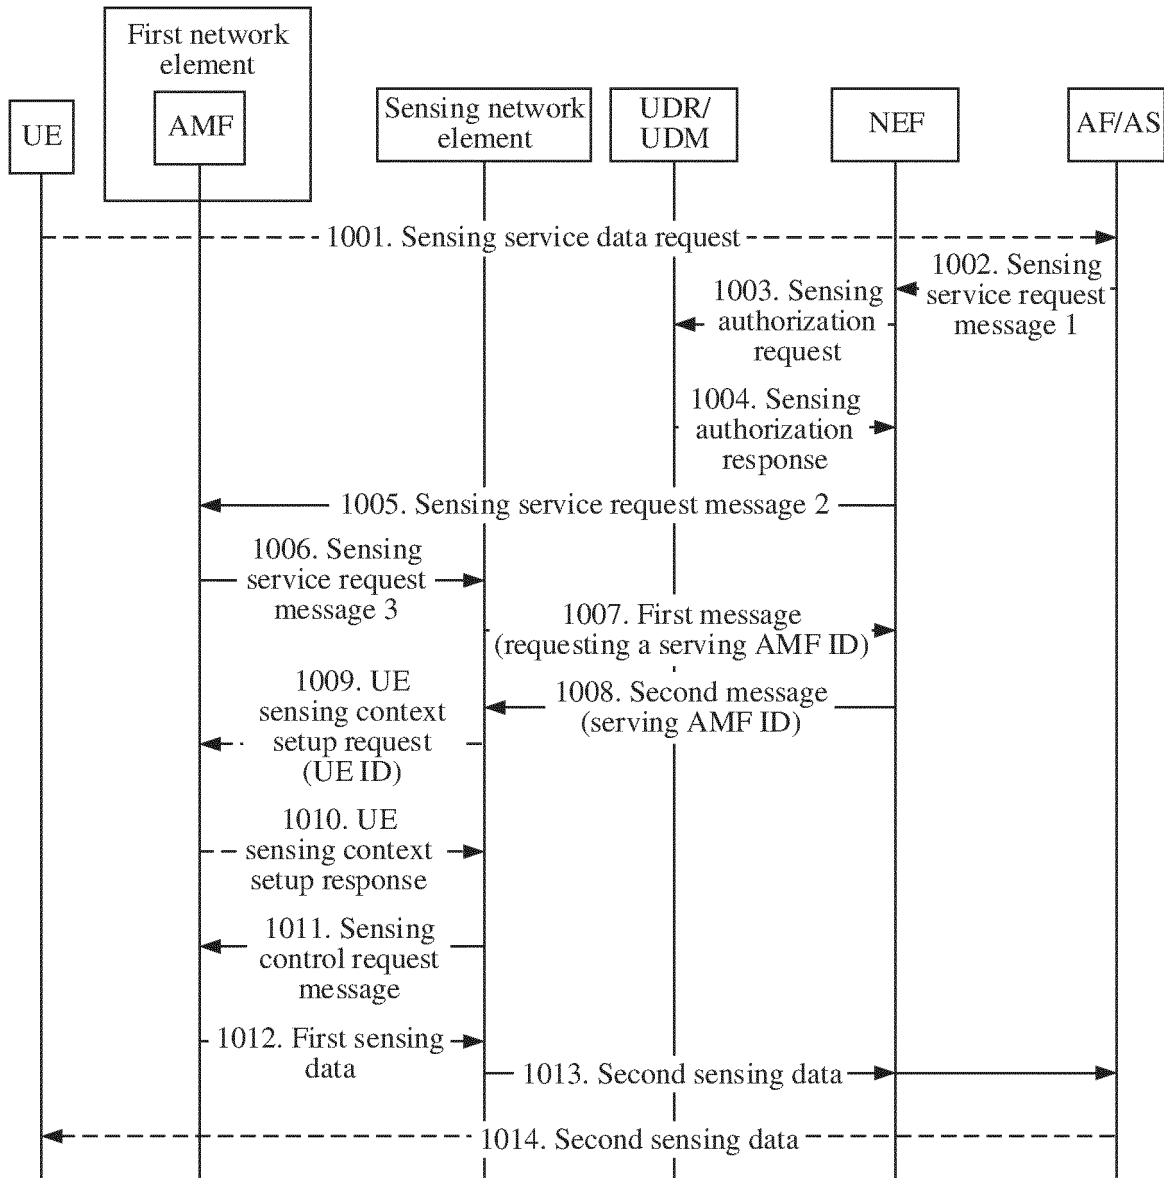 First network
element
UE
AMF
Sensing network
element
UDR/
UDM
NEF
AF/AS
1001. Sensing service data request
1002. Sensing
service request
message 1
1003. Sensing
authorization
request
1004. Sensing
authorization
response
1005. Sensing service request message 2
1006. Sensing
service request
message 3
1007. First message
(requesting a serving AMF ID)
1008. Second message
(serving AMF ID)
1009. UE
sensing context
setup request
(UE ID)
1010. UE
sensing context
setup response
1011. Sensing
control request
message
1012. First sensing
data
1013. Second sensing data
1014. Second sensing data